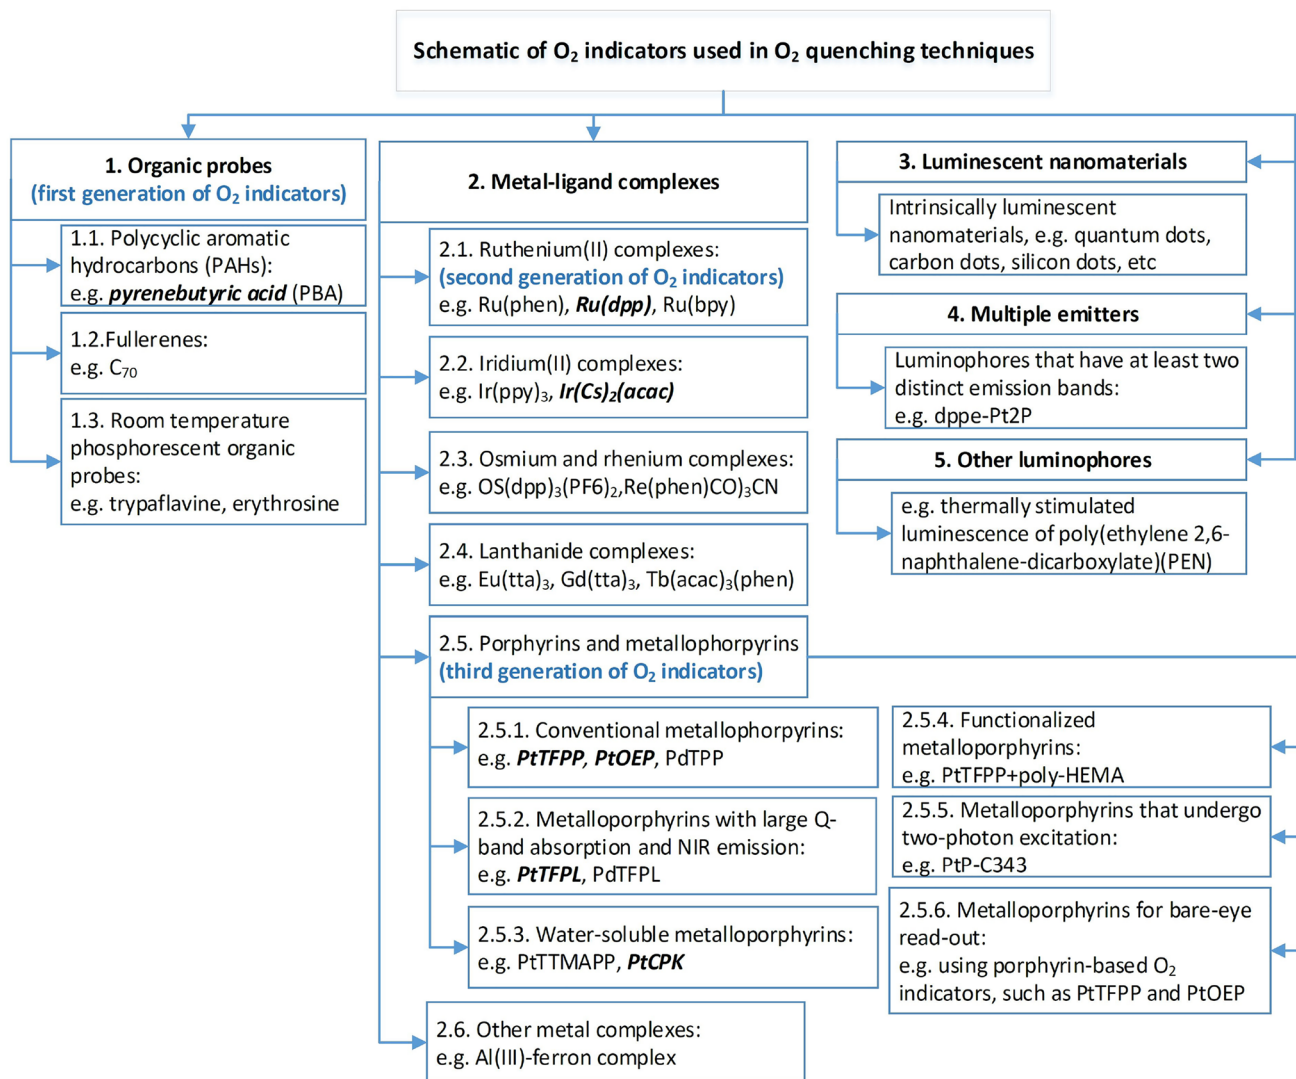 Schematic of O₂ indicators used in O₂ quenching techniques
1. Organic probes
(first generation of O₂ indicators)
1.1. Polycyclic aromatic
hydrocarbons (PAHs):
e.g. pyrenebutyric acid (PBA)
1.2.Fullerenes:
e.g. C₇₀
1.3. Room temperature
phosphorescent organic
probes:
e.g. trypaflavine, erythrosine
2. Metal-ligand complexes
2.1. Ruthenium(II) complexes:
(second generation of O₂ indicators)
e.g. Ru(phen), Ru(dpp), Ru(bpy)
2.2. Iridium(II) complexes:
e.g. Ir(ppy)₃, Ir(Cs)₂(acac)
2.3. Osmium and rhenium complexes:
e.g. OS(dpp)₃(PF6)₂,Re(phen)CO)₃CN
2.4. Lanthanide complexes:
e.g. Eu(tta)₃, Gd(tta)₃, Tb(acac)₃(phen)
2.5. Porphyrins and metallophorpyrins
(third generation of O₂ indicators)
2.5.1. Conventional metallophorpyrins:
e.g. PtTFPP, PtOEP, PdTPP
2.5.2. Metalloporphyrins with large Q-
band absorption and NIR emission:
e.g. PtTFPL, PdTFPL
2.5.3. Water-soluble metalloporphyrins:
e.g. PtTTMAPP, PtCPK
2.5.4. Functionalized
metalloporphyrins:
e.g. PtTFPP+poly-HEMA
2.5.5. Metalloporphyrins that undergo
two-photon excitation:
e.g. PtP-C343
2.5.6. Metalloporphyrins for bare-eye
read-out:
e.g. using porphyrin-based O₂
indicators, such as PtTFPP and PtOEP
2.6. Other metal complexes:
e.g. Al(III)-ferron complex
3. Luminescent nanomaterials
Intrinsically luminescent
nanomaterials, e.g. quantum dots,
carbon dots, silicon dots, etc
4. Multiple emitters
Luminophores that have at least two
distinct emission bands:
e.g. dppe-Pt2P
5. Other luminophores
e.g. thermally stimulated
luminescence of poly(ethylene 2,6-
naphthalene-dicarboxylate)(PEN)